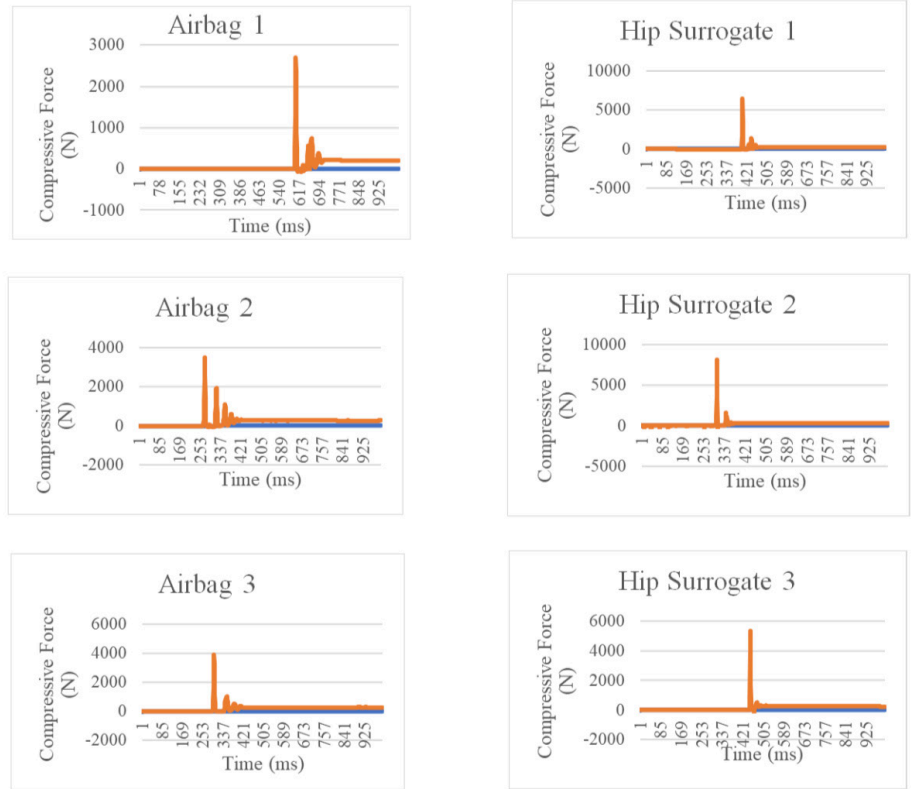 Airbag 1
Compressive Force
(N)
3000
2000
1000
0
-1000
1 78 155 232 309 386 463 540 617 694 771 848 925
Time (ms)
Hip Surrogate 1
Compressive Force
(N)
10000
5000
0
-5000
1 85 169 253 337 421 505 589 673 757 841 925
Time (ms)
Airbag 2
Compressive Force
(N)
4000
2000
0
-2000
1 85 169 253 337 421 505 589 673 757 841 925
Time (ms)
Hip Surrogate 2
Compressive Force
(N)
10000
5000
0
-5000
1 85 169 253 337 421 505 589 673 757 841 925
Time (ms)
Airbag 3
Compressive Force
(N)
6000
4000
2000
0
-2000
1 85 169 253 337 421 505 589 673 757 841 925
Time (ms)
Hip Surrogate 3
Compressive Force
(N)
6000
4000
2000
0
-2000
1 85 169 253 337 421 505 589 673 757 841 925
Time (ms)